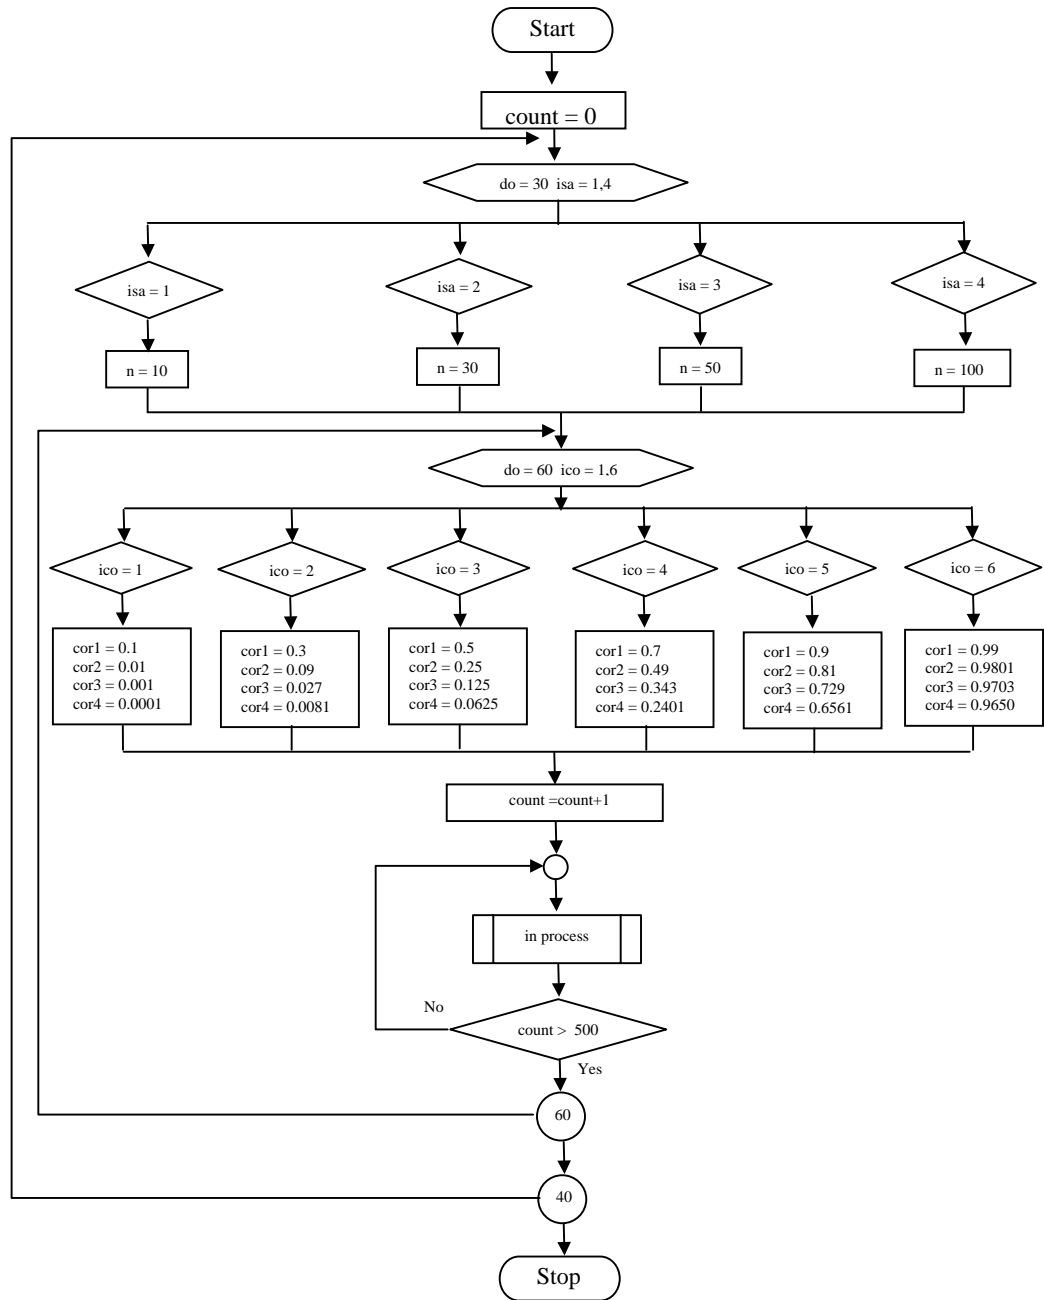 Start
count = 0
do = 30 isa = 1,4
isa = 1
isa = 2
isa = 3
isa = 4
n = 10
n = 30
n = 50
n = 100
do = 60 ico = 1,6
ico = 1
ico = 2
ico = 3
ico = 4
ico = 5
ico = 6
cor1 = 0.1
cor2 = 0.01
cor3 = 0.001
cor4 = 0.0001
cor1 = 0.3
cor2 = 0.09
cor3 = 0.027
cor4 = 0.0081
cor1 = 0.5
cor2 = 0.25
cor3 = 0.125
cor4 = 0.0625
cor1 = 0.7
cor2 = 0.49
cor3 = 0.343
cor4 = 0.2401
cor1 = 0.9
cor2 = 0.81
cor3 = 0.729
cor4 = 0.6561
cor1 = 0.99
cor2 = 0.9801
cor3 = 0.9703
cor4 = 0.9650
count =count+1
in process
No
count > 500
Yes
60
40
Stop